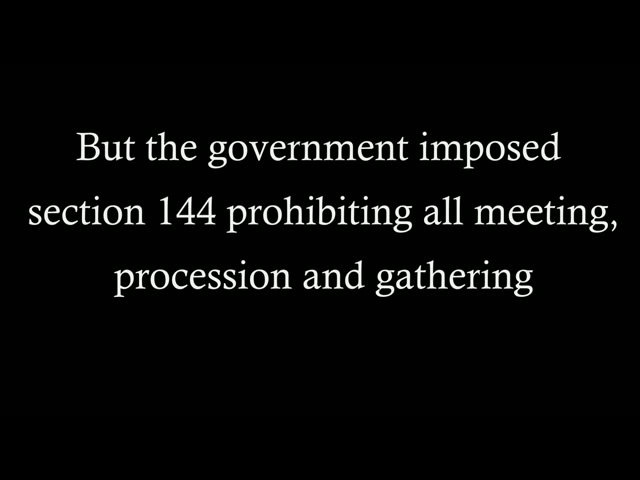 But the government imposed
section 144 prohibiting all meeting,
procession and gathering